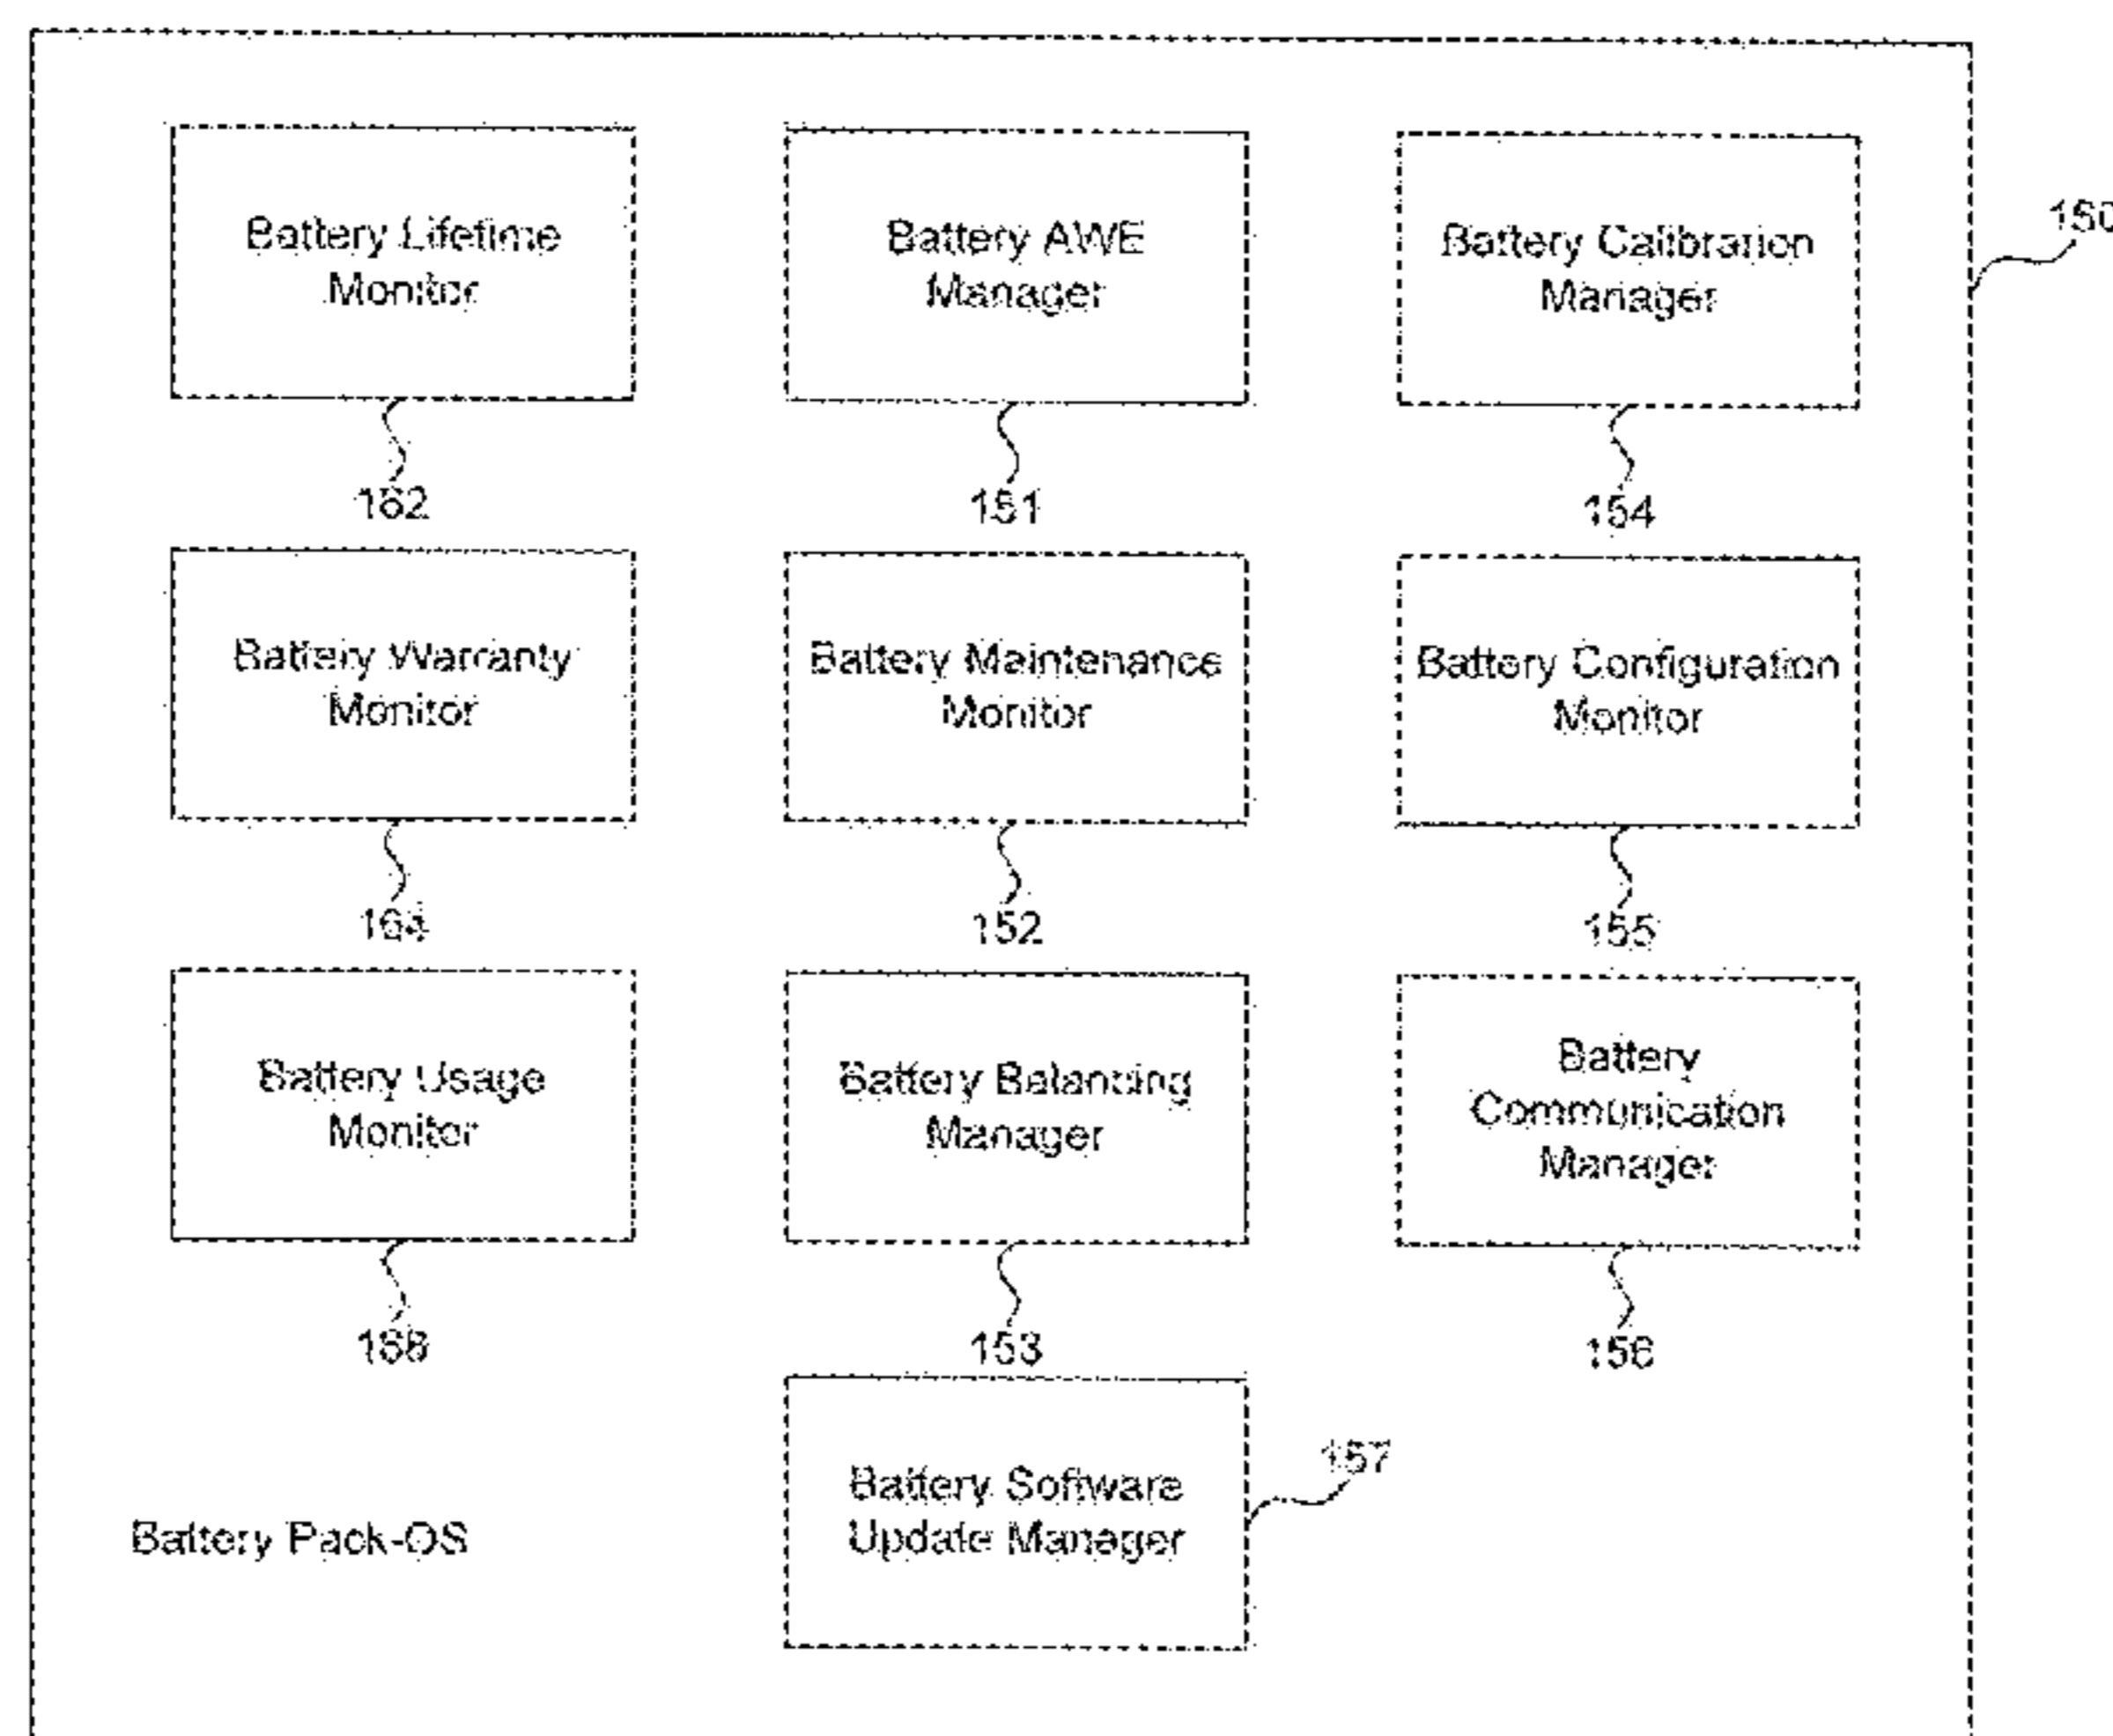 Battery Lifetime
Monitor
Battery AWE
Manager
Battery Calibration
Manager
150
162
151
154
Battery Warranty
Monitor
Battery Maintenance
Monitor
Battery Configuration
Monitor
164
152
155
Battery Usage
Monitor
Battery Balancing
Manager
Battery
Communication
Manager
153
156
Battery Software
Update Manager
157
Battery Pack-OS